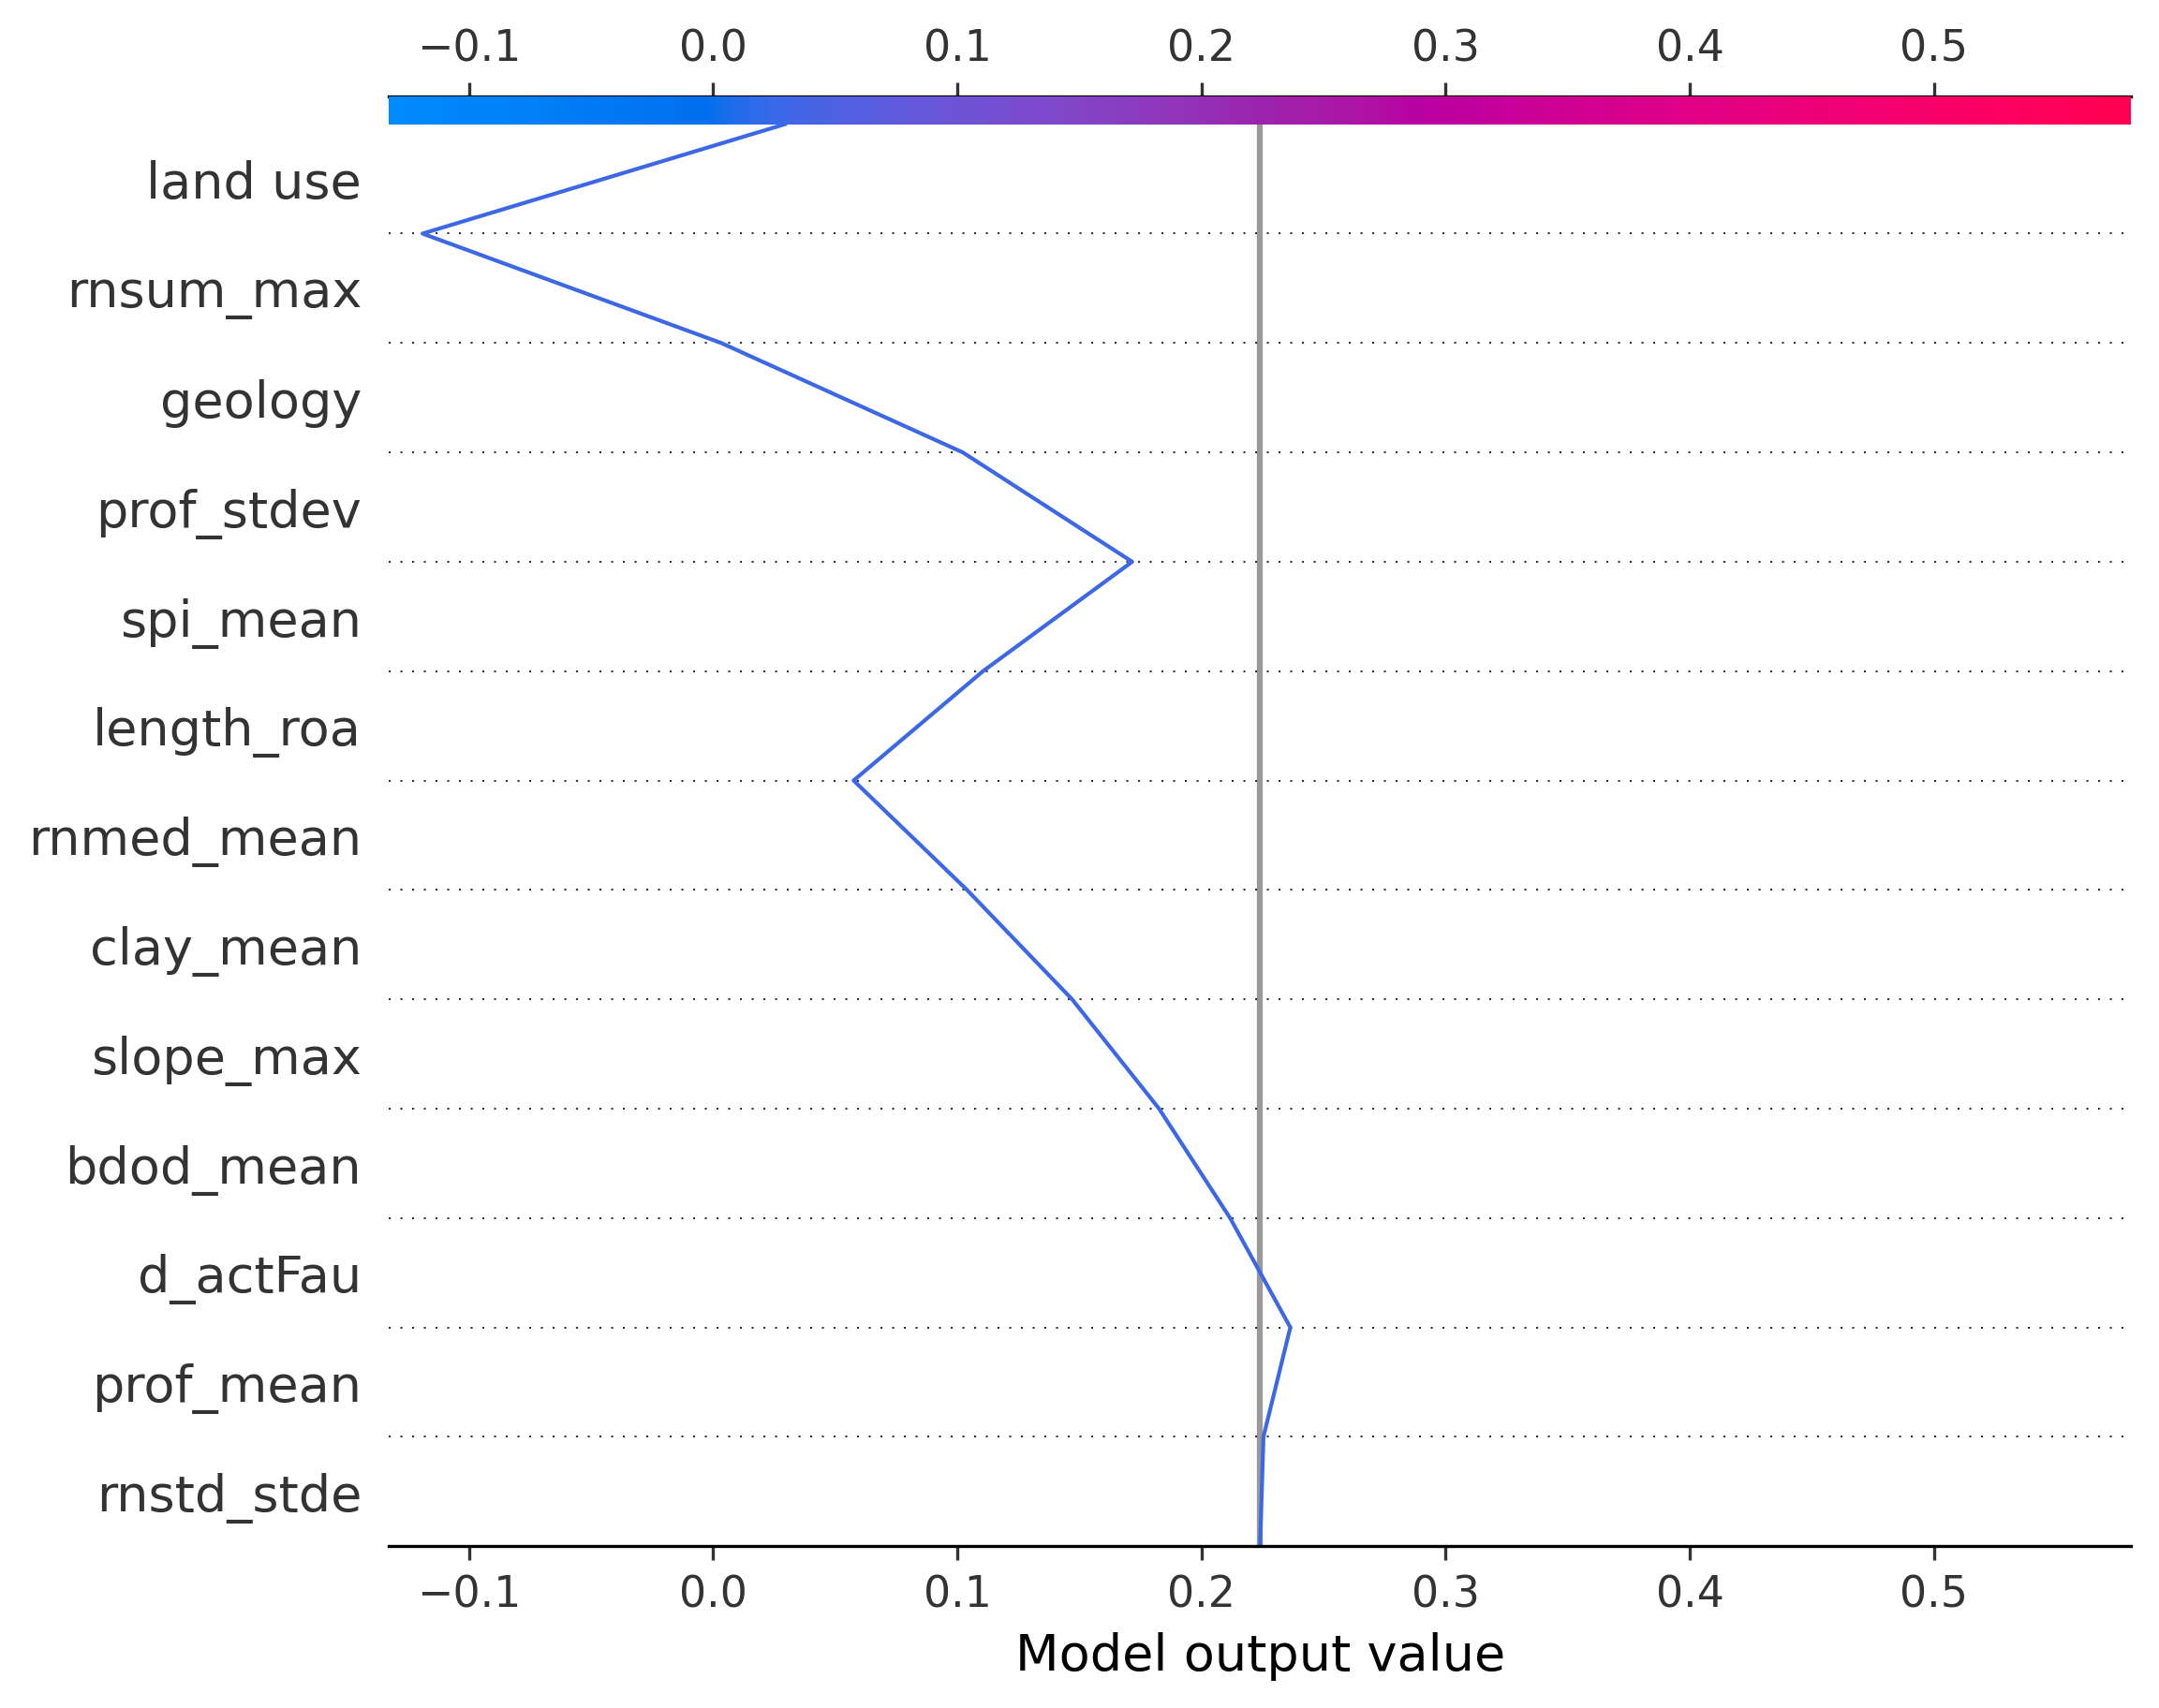 −0.1 0.0 0.1 0.2 0.3 0.4 0.5
land use
rnsum_max
geology
prof_stdev
spi_mean
length_roa
rnmed_mean
clay_mean
slope_max
bdod_mean
d_actFau
prof_mean
rnstd_stde
−0.1 0.0 0.1 0.2 0.3 0.4 0.5
Model output value